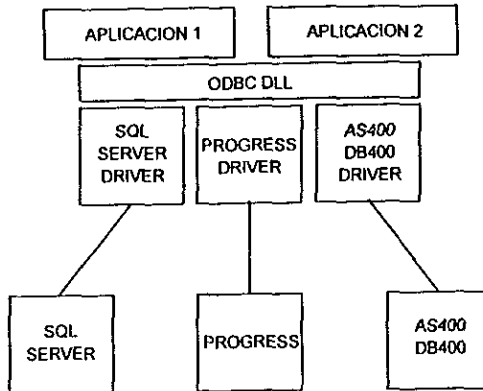 APLICACION 1
APLICACION 2
ODBC DLL
SQL
SERVER
DRIVER
PROGRESS
DRIVER
AS400
DB400
DRIVER
SQL
SERVER
PROGRESS
AS400
DB400